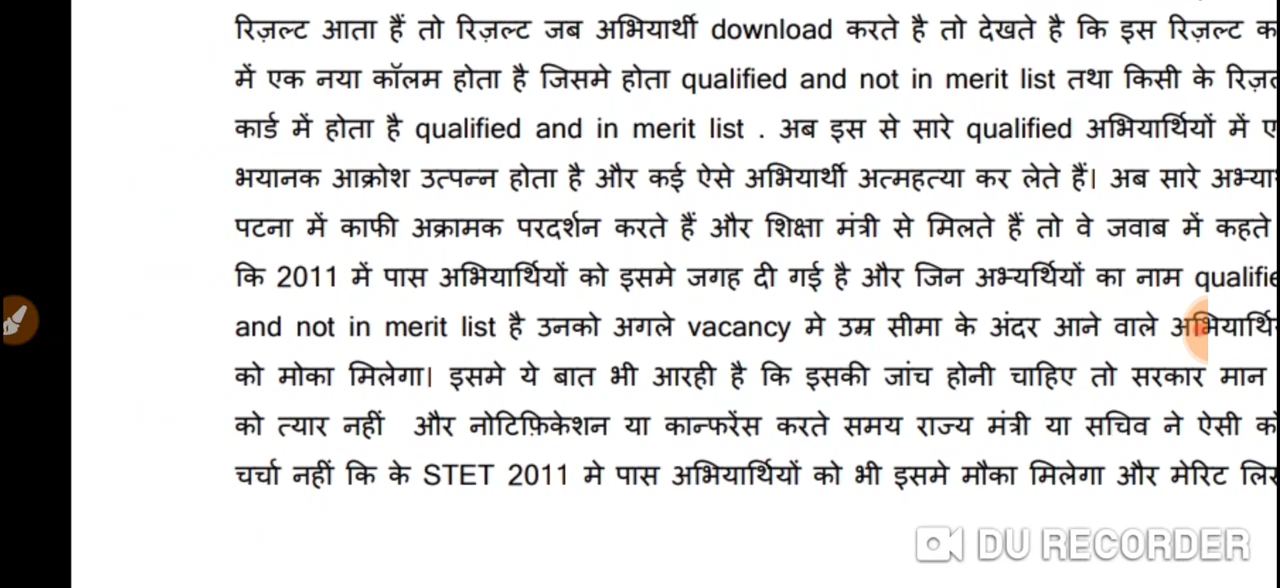 रिज़ल्ट आता हैं तो रिज़ल्ट जब अभियार्थी download करते है तो देखते है कि इस रिज़ल्ट
में एक नया कॉलम होता है जिसमे होता qualified and not in merit list तथा किसी के
कार्ड में होता है qualified and in merit list . अब इस से सारे qualified अभियार्थियों में
भयानक आक्रोश उत्पन्न होता है और कई ऐसे अभियार्थी अत्महत्या कर लेते हैं। अब सारे
पटना में काफी अक्रामक परदर्शन करते हैं और शिक्षा मंत्री से मिलते हैं तो वे जवाब में कहते
कि 2011 में पास अभियार्थियों को इसमे जगह दी गई है और जिन अभ्यर्थियों का नाम
and not in merit list है उनको अगले vacancy मे उम्र सीमा के अंदर आने वाले
को मोका मिलेगा। इसमे ये बात भी आरही है कि इसकी जांच होनी चाहिए तो सरकार मान
को त्यार नहीं और नोटिफ़िकेशन या कान्फरेंस करते समय राज्य मंत्री या सचिव ने ऐसी
चर्चा नहीं कि के STET 2011 मे पास अभियार्थियों को भी इसमे मौका मिलेगा और मेरिट
DU RECORDER